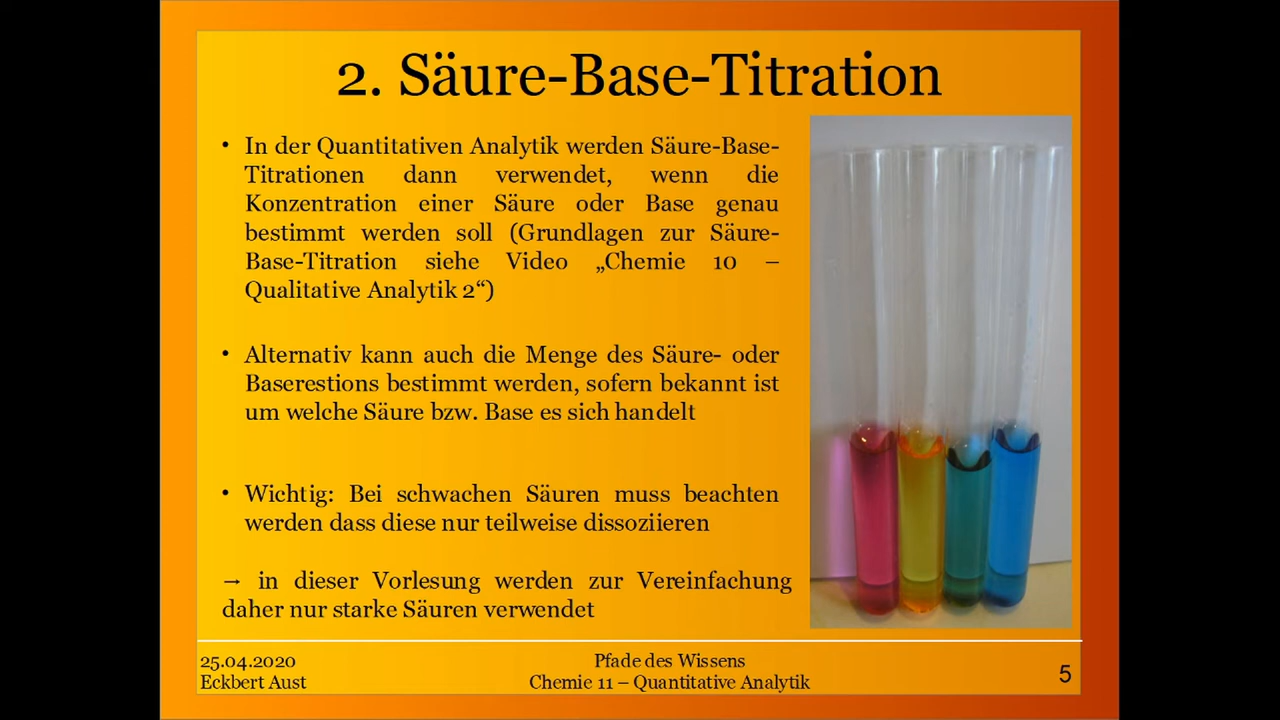 2. Säure-Base-Titration
• In der Quantitativen Analytik werden Säure-Base-
Titrationen dann verwendet, wenn die
Konzentration einer Säure oder Base genau
bestimmt werden soll (Grundlagen zur Säure-
Base-Titration siehe Video „Chemie 10 –
Qualitative Analytik 2“)
• Alternativ kann auch die Menge des Säure- oder
Baserestions bestimmt werden, sofern bekannt ist
um welche Säure bzw. Base es sich handelt
• Wichtig: Bei schwachen Säuren muss beachten
werden dass diese nur teilweise dissoziieren
→ in dieser Vorlesung werden zur Vereinfachung
daher nur starke Säuren verwendet
25.04.2020
Eckbert Aust
Pfade des Wissens
Chemie 11 – Quantitative Analytik
5